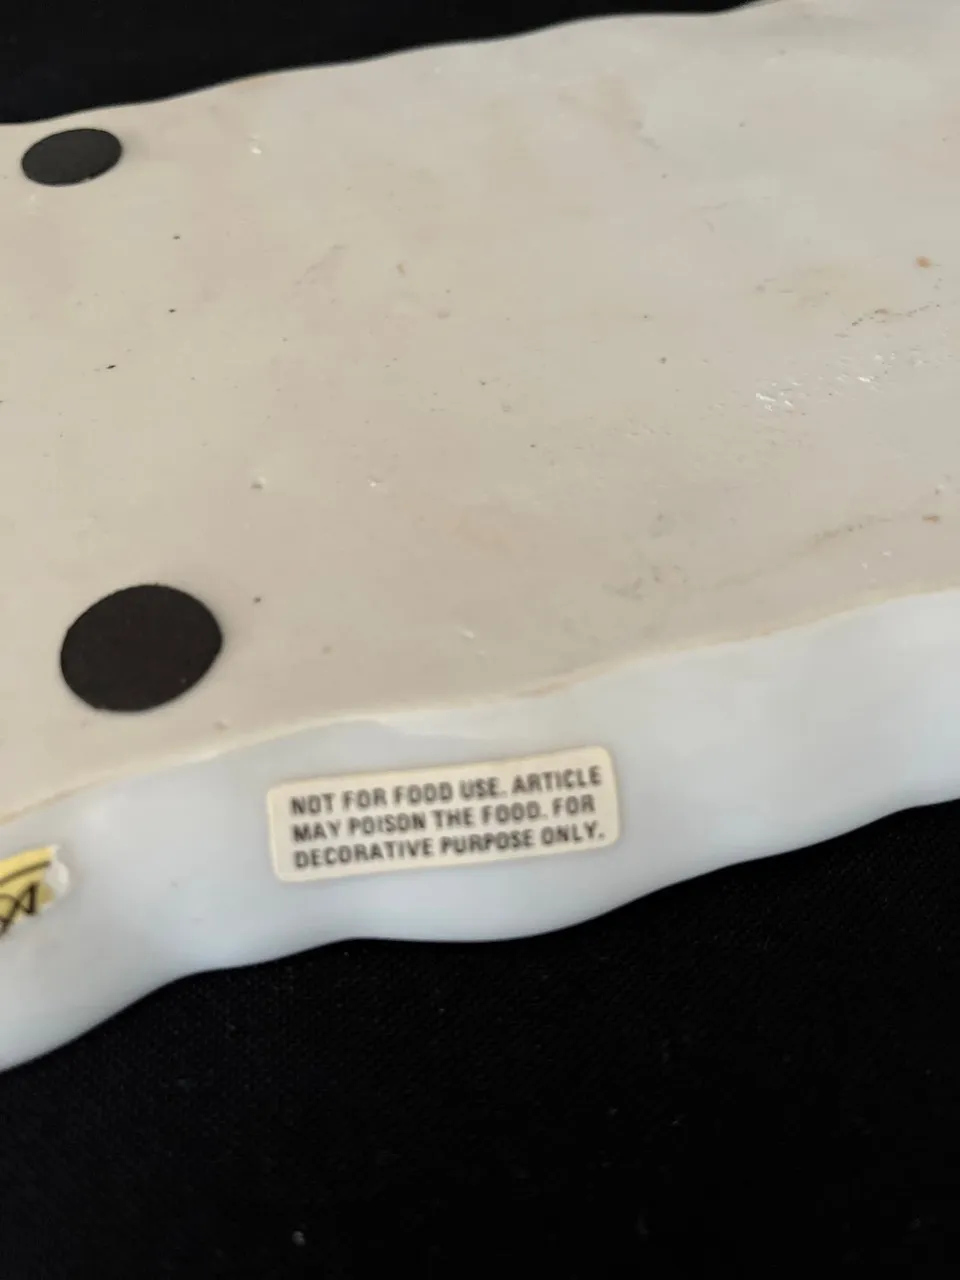 NOT FOR FOOD USE. ARTICLE
MAY POISON THE FOOD. FOR
DECORATIVE PURPOSE ONLY.